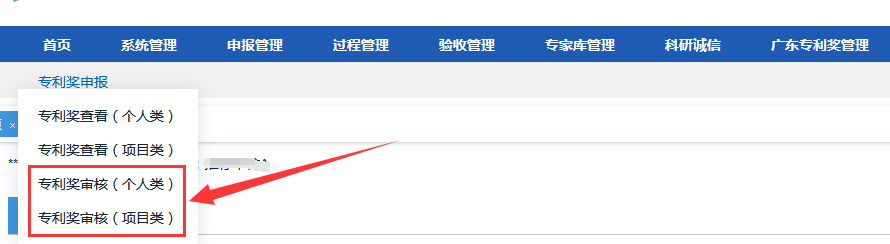 首页 系统管理 申报管理 过程管理 验收管理 专家库管理 科研诚信 广东专利奖管理
专利奖申报
专利奖查看（个人类）
×
专利奖查看（项目类）
**
专利奖审核（个人类）
专利奖审核（项目类）